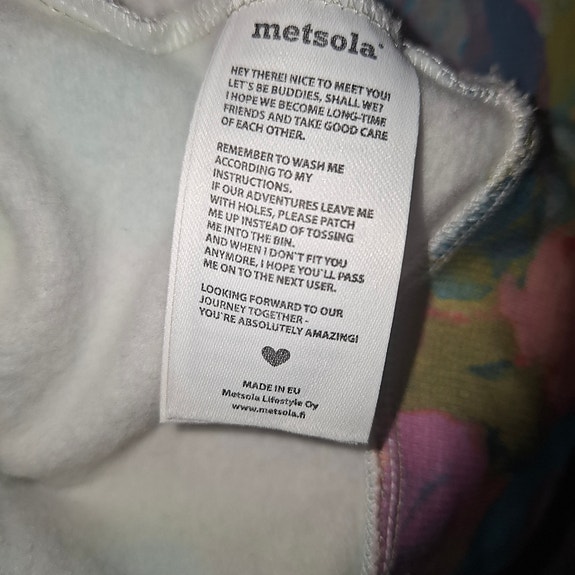 metsola
HEY THERE! NICE TO MEET YOU!
LET'S BE BUDDIES, SHALL WE?
I HOPE WE BECOME LONG-TIME
FRIENDS AND TAKE GOOD CARE
OF EACH OTHER.
REMEMBER TO WASH ME
ACCORDING TO MY
INSTRUCTIONS.
IF OUR ADVENTURES LEAVE ME
WITH HOLES, PLEASE PATCH
ME UP INSTEAD OF TOSSING
ME INTO THE BIN.
AND WHEN I DON'T FIT YOU
ANYMORE, I HOPE YOU'LL PASS
ME ON TO THE NEXT USER.
LOOKING FORWARD TO OUR
JOURNEY TOGETHER -
YOU'RE ABSOLUTELY AMAZING!
MADE IN EU
Metsola Lifestyle Oy
www.metsola.fi